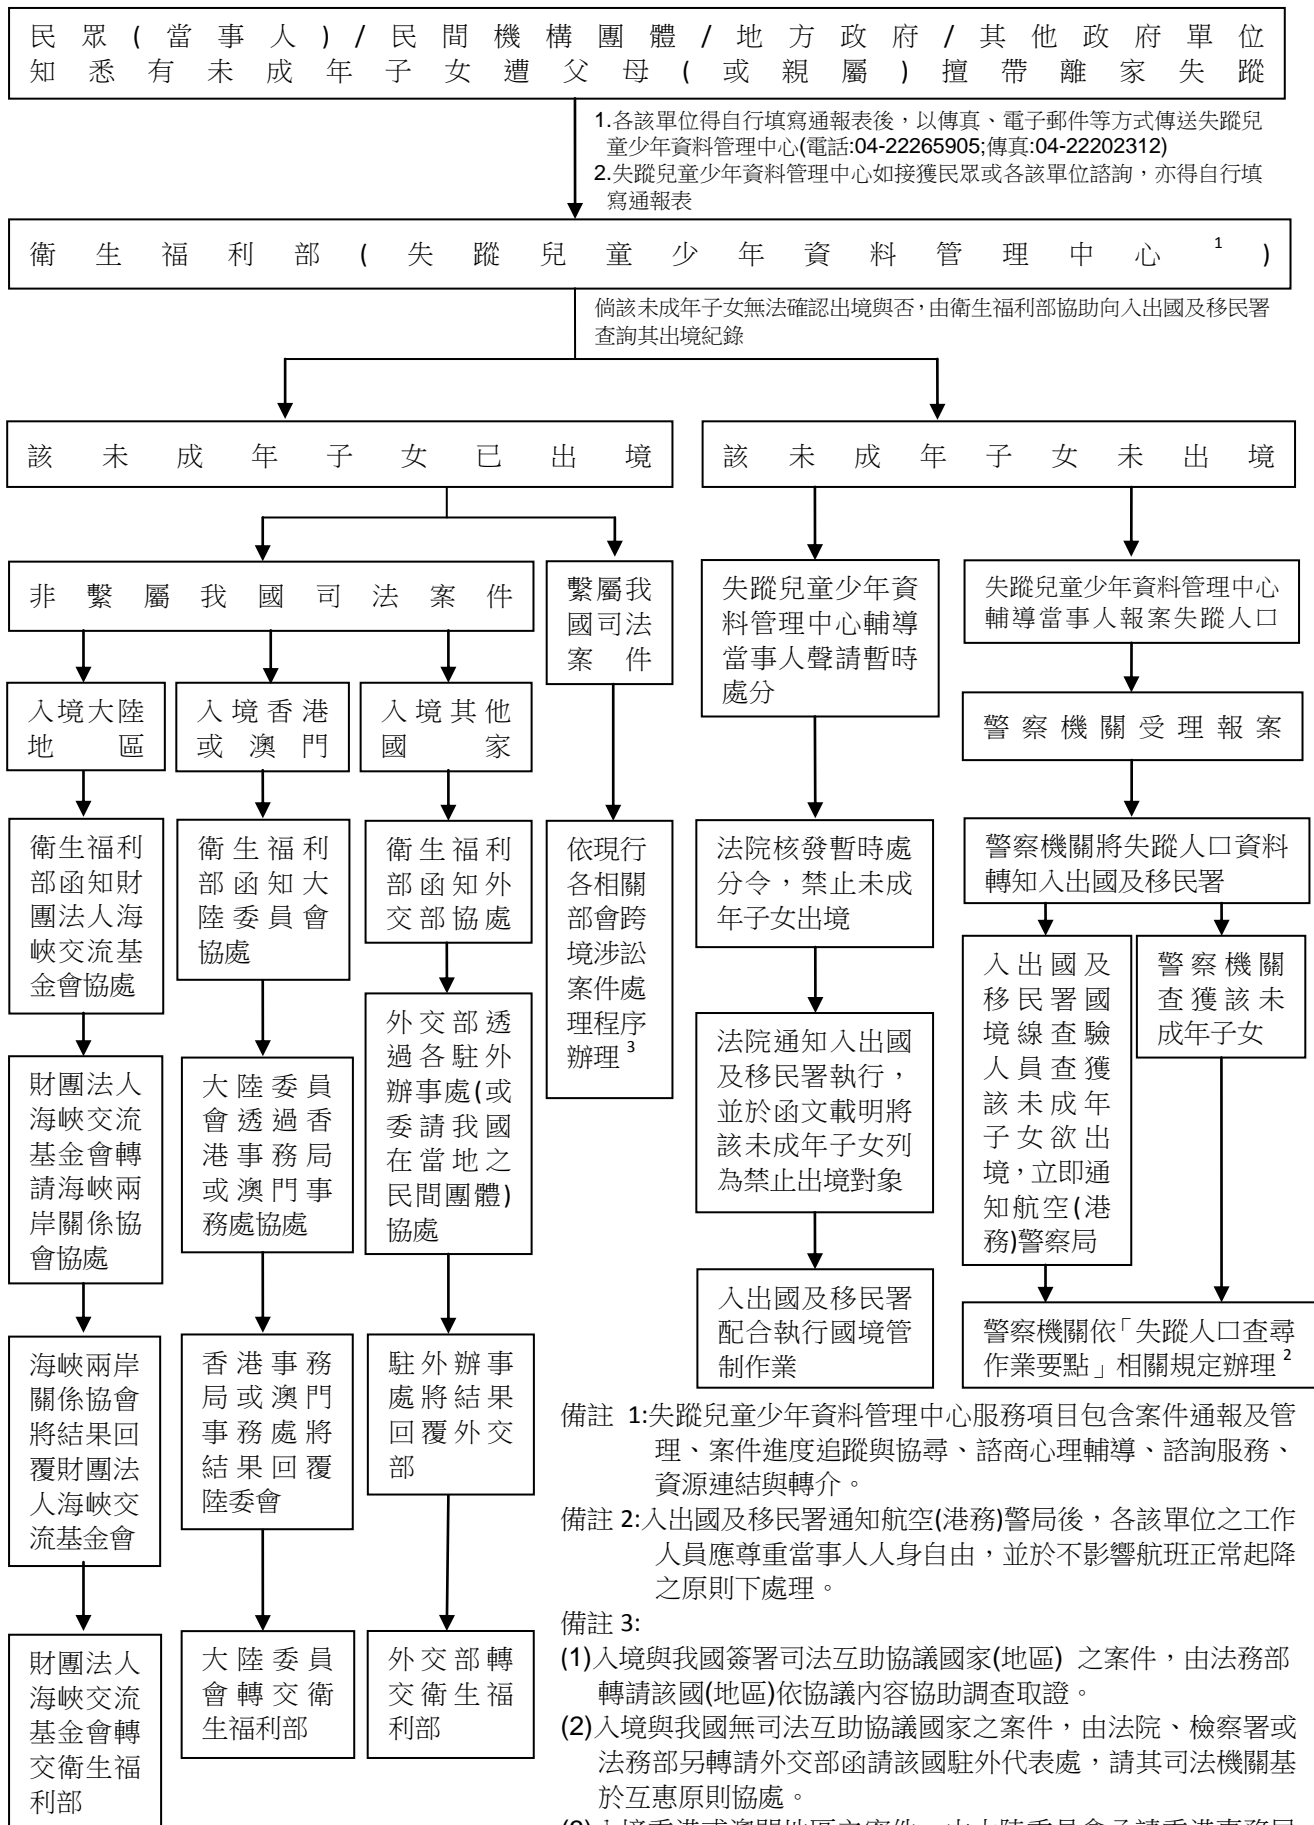 民眾(當事人)/民間機構團體/地方政府/其他政府單位
知悉有未成年子女遭父母(或親屬)擅帶離家失蹤
1.各該單位得自行填寫通報表後，以傳真、電子郵件等方式傳送失蹤兒
童少年資料管理中心(電話:04-22265905;傳真:04-22202312)
2.失蹤兒童少年資料管理中心如接獲民眾或各該單位諮詢，亦得自行填
寫通報表
衛生福利部(失蹤兒童少年資料管理中心1)
倘該未成年子女無法確認出境與否，由衛生福利部協助向入出國及移民署
查詢其出境紀錄
該未成年子女已出境
該未成年子女未出境
非繫屬我國司法案件
繫屬我
國司法
案件
入境大陸
地區
入境香港
或澳門
入境其他
國家
衛生福利
部函知財
團法人海
峽交流基
金會協處
衛生福利
部函知大
陸委員會
協處
衛生福利
部函知外
交部協處
依現行
各相關
部會跨
境涉訟
案件處
理程序
辦理3
財團法人
海峽交流
基金會轉
請海峽兩
岸關係協
會協處
大陸委員
會透過香
港事務局
或澳門事
務處協處
外交部透
過各駐外
辦事處(或
委請我國
在當地之
民間團體)
協處
海峽兩岸
關係協會
將結果回
覆財團法
人海峽交
流基金會
香港事務
局或澳門
事務處將
結果回覆
陸委會
駐外辦事
處將結果
回覆外交
部
財團法人
海峽交流
基金會轉
交衛生福
利部
大陸委員
會轉交衛
生福利部
外交部轉
交衛生福
利部
失蹤兒童少年資
料管理中心輔導
當事人聲請暫時
處分
法院核發暫時處
分令，禁止未成
年子女出境
法院通知入出國
及移民署執行，
並於函文載明將
該未成年子女列
為禁止出境對象
入出國及移民署
配合執行國境管
制作業
失蹤兒童少年資料管理中心
輔導當事人報案失蹤人口
警察機關受理報案
警察機關將失蹤人口資料
轉知入出國及移民署
入出國及
移民署國
境線查驗
人員查獲
該未成年
子女欲出
境，立即通
知航空(港
務)警察局
警察機關
查獲該未
成年子女
警察機關依「失蹤人口查尋
作業要點」相關規定辦理2
備註 1:失蹤兒童少年資料管理中心服務項目包含案件通報及管
理、案件進度追蹤與協尋、諮商心理輔導、諮詢服務、
資源連結與轉介。
備註 2:入出國及移民署通知航空(港務)警局後，各該單位之工作
人員應尊重當事人人身自由，並於不影響航班正常起降
之原則下處理。
備註 3:
(1)入境與我國簽署司法互助協議國家(地區) 之案件，由法務部
轉請該國(地區)依協議內容協助調查取證。
(2)入境與我國無司法互助協議國家之案件，由法院、檢察署或
法務部另轉請外交部函請該國駐外代表處，請其司法機關基
於互惠原則協處。